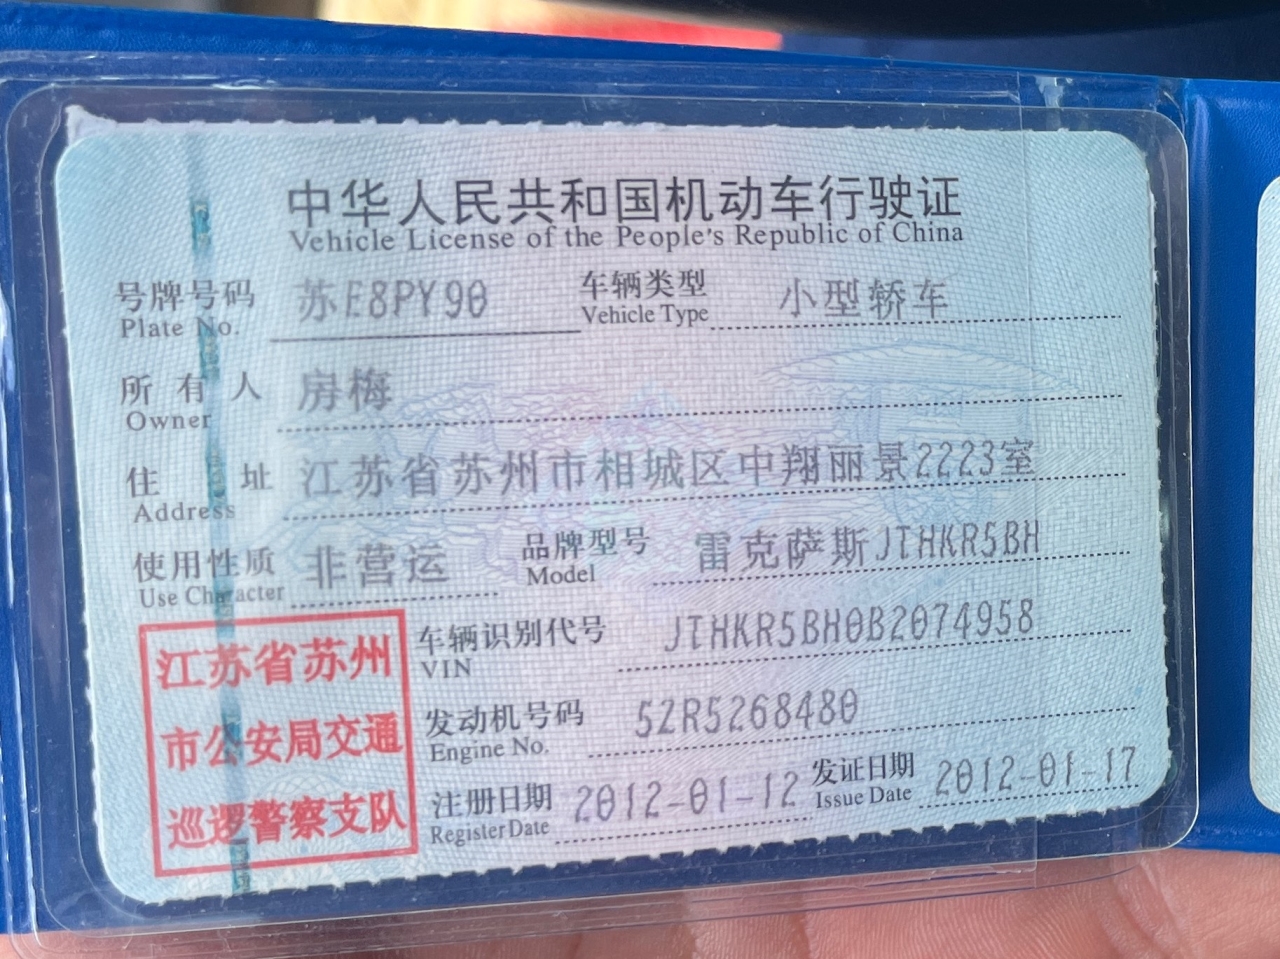 中华人民共和国机动车行驶证
Vehicle License of the People's Republic of China
号牌号码 苏E8PY90 车辆类型 小型轿车
Plate No. Vehicle Type
所有人 房梅
Owner
住址 江苏省苏州市相城区中翔丽景2223室
Address
使用性质 非营运 品牌型号 雷克萨斯JTHKR5BH
Use Character Model
江苏省苏州
市公安局交通
巡逻警察支队
车辆识别代号 JTHKR5BH0B2074958
VIN
发动机号码 5ZR5268480
Engine No.
注册日期 2012-01-12 发证日期 2012-01-17
Register Date Issue Date